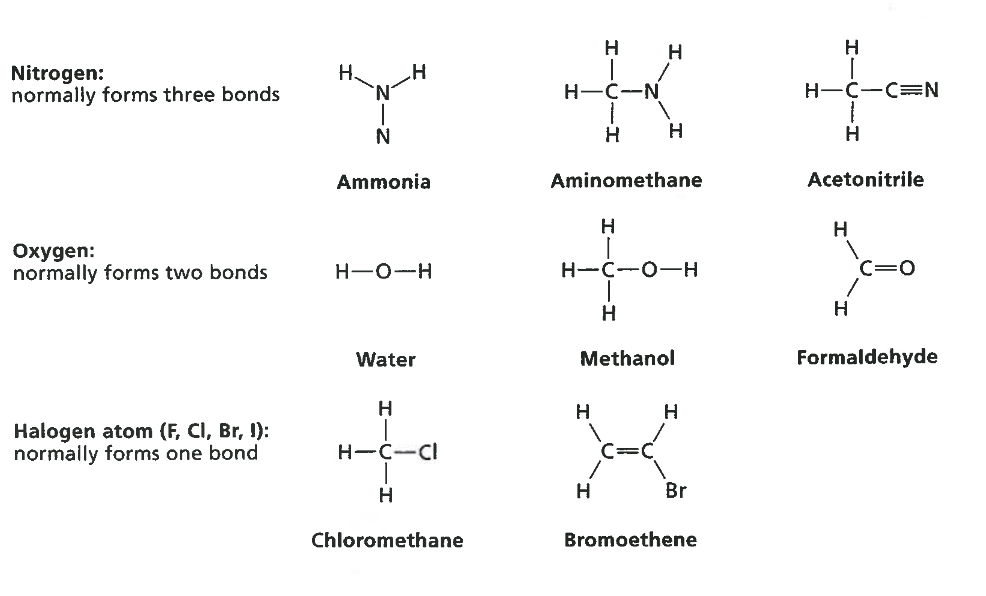 Nitrogen:
normally forms three bonds
H H
N
N
Ammonia
H H
H—C—N
H H
Aminomethane
H
H—C—C≡N
H
Acetonitrile
Oxygen:
normally forms two bonds
H—O—H
Water
H
H—C—O—H
H
Methanol
H
C=O
H
Formaldehyde
Halogen atom (F, Cl, Br, I):
normally forms one bond
H
H—C—Cl
H
Chloromethane
H H
C=C
H Br
Bromoethene